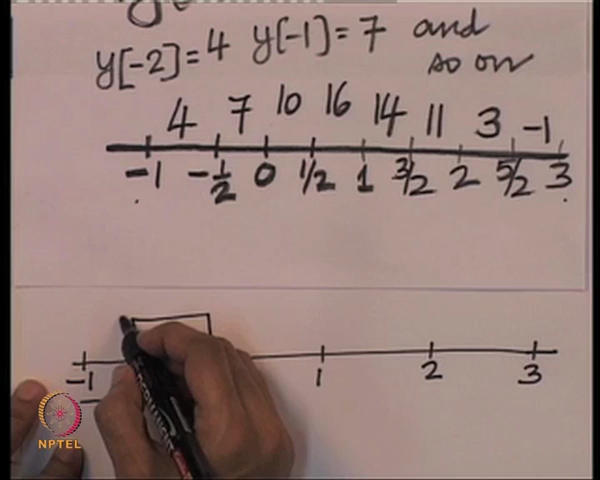 y[-2]=4 y[-1]=7 and
so on
4 7 10 16 14 11 3 -1
-1 -1/2 0 1/2 1 3/2 2 5/2 3
-1 1 2 3
NPTEL